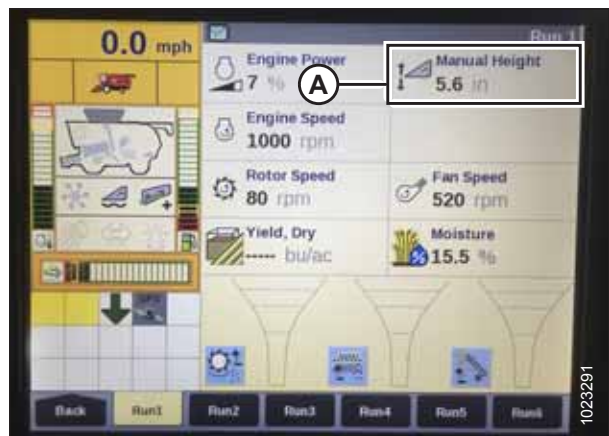 0.0 mph
Run 1
Engine Power
7 %
A
Manual Height
5.6 in
Engine Speed
1000 rpm
Rotor Speed
80 rpm
Fan Speed
520 rpm
Yield, Dry
----- bu/ac
Moisture
15.5 %
Back
Run1
Run2
Run3
Run4
Run5
Run6
1023291